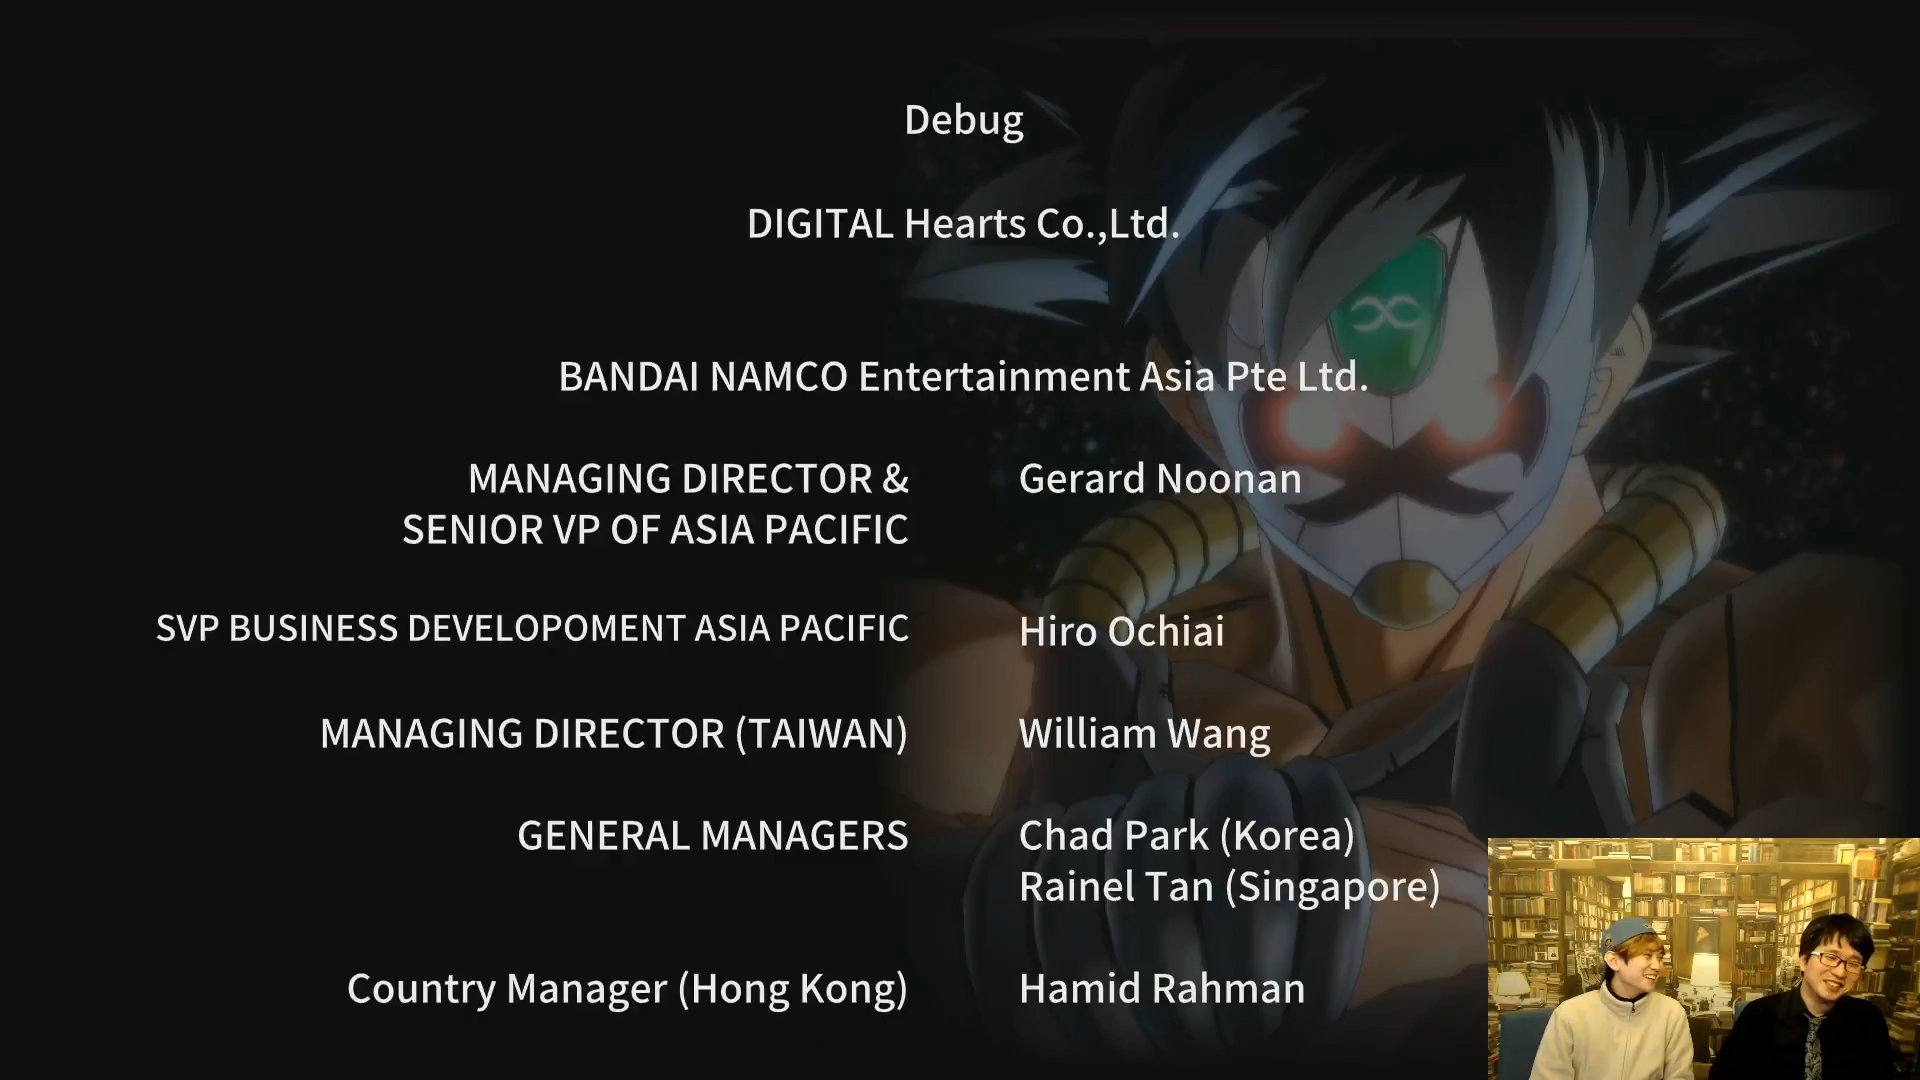 Debug
DIGITAL Hearts Co.,Ltd.
BANDAI NAMCO Entertainment Asia Pte Ltd.
MANAGING DIRECTOR & Gerard Noonan
SENIOR VP OF ASIA PACIFIC
SVP BUSINESS DEVELOPOMENT ASIA PACIFIC Hiro Ochiai
MANAGING DIRECTOR (TAIWAN) William Wang
GENERAL MANAGERS Chad Park (Korea)
Rainel Tan (Singapore)
Country Manager (Hong Kong) Hamid Rahman